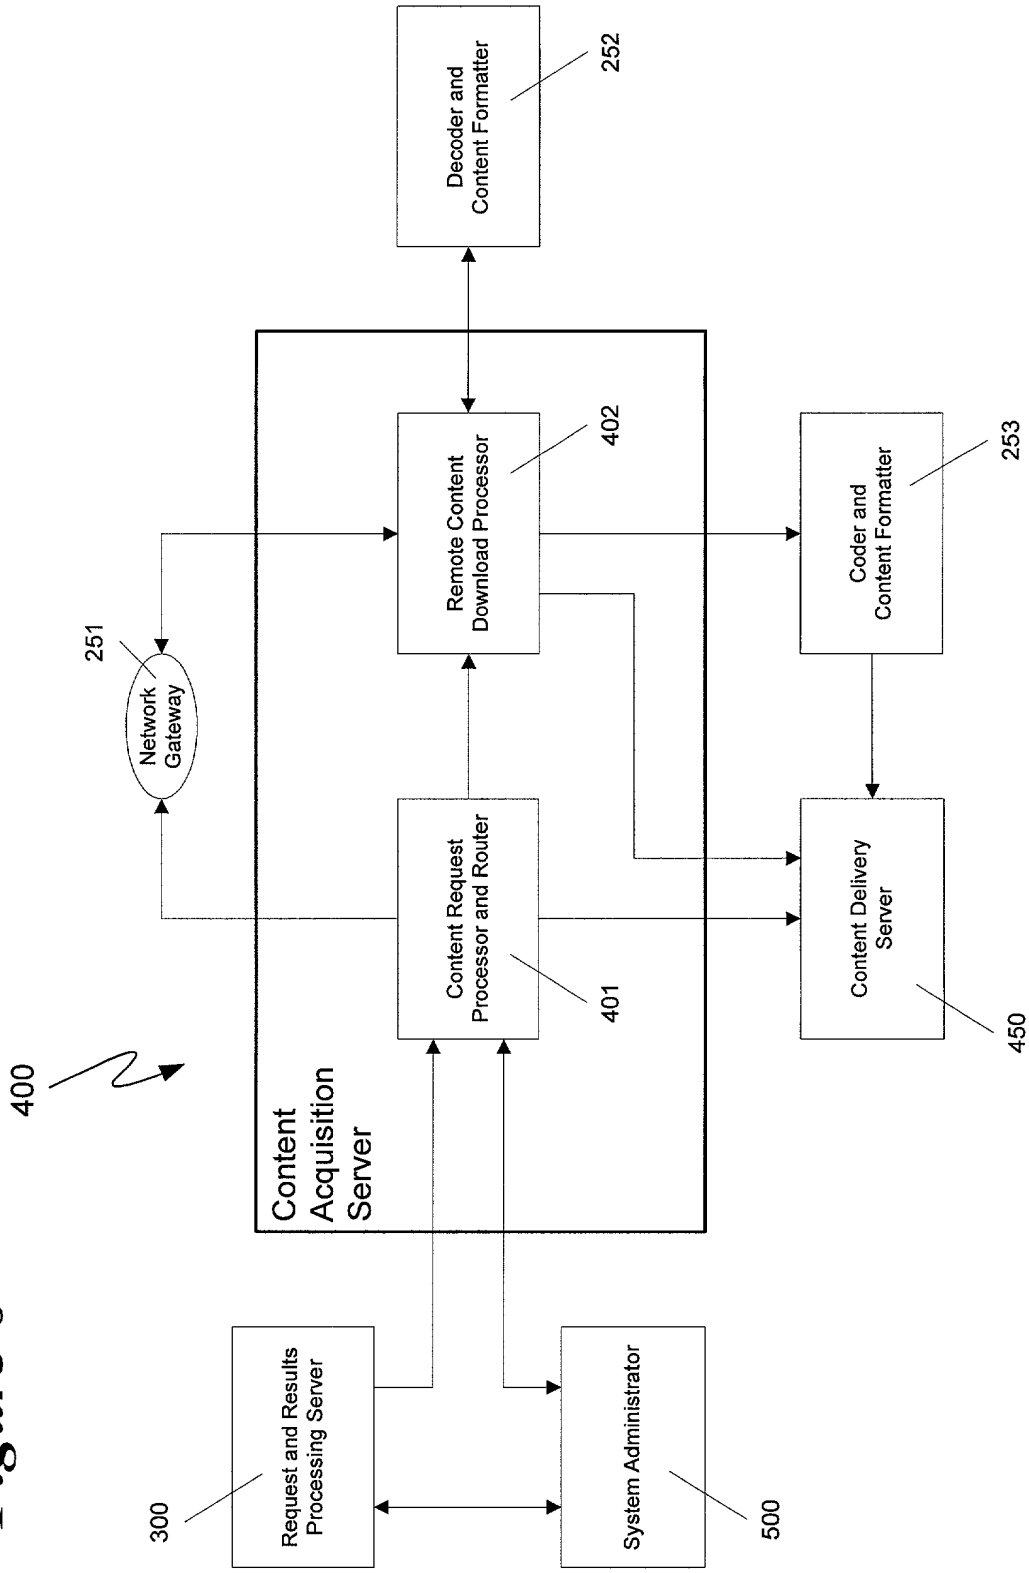 400
Content
Acquisition
Server
Network
Gateway
251
Request and Results
Processing Server
300
System Administrator
500
Content Request
Processor and Router
401
Remote Content
Download Processor
402
Decoder and
Content Formatter
252
Content Delivery
Server
450
Coder and
Content Formatter
253